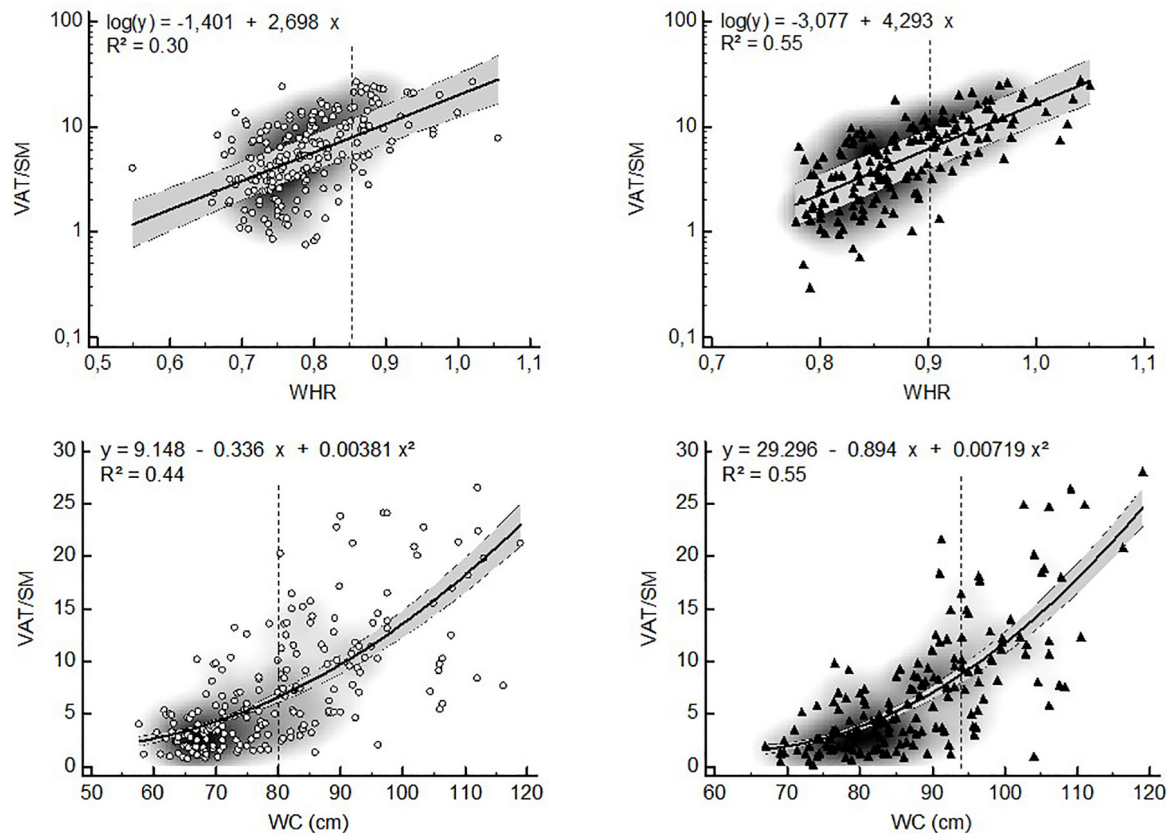 log(y) = -1,401 + 2,698 x
R² = 0.30
100
10
1
0,1
VAT/SM
0,5 0,6 0,7 0,8 0,9 1,0 1,1
WHR
log(y) = -3,077 + 4,293 x
R² = 0.55
100
10
1
0,1
VAT/SM
0,7 0,8 0,9 1,0 1,1
WHR
y = 9.148 - 0.336 x + 0.00381 x²
R² = 0.44
30
25
20
15
10
5
0
VAT/SM
50 60 70 80 90 100 110 120
WC (cm)
y = 29.296 - 0.894 x + 0.00719 x²
R² = 0.55
30
25
20
15
10
5
0
VAT/SM
60 70 80 90 100 110 120
WC (cm)